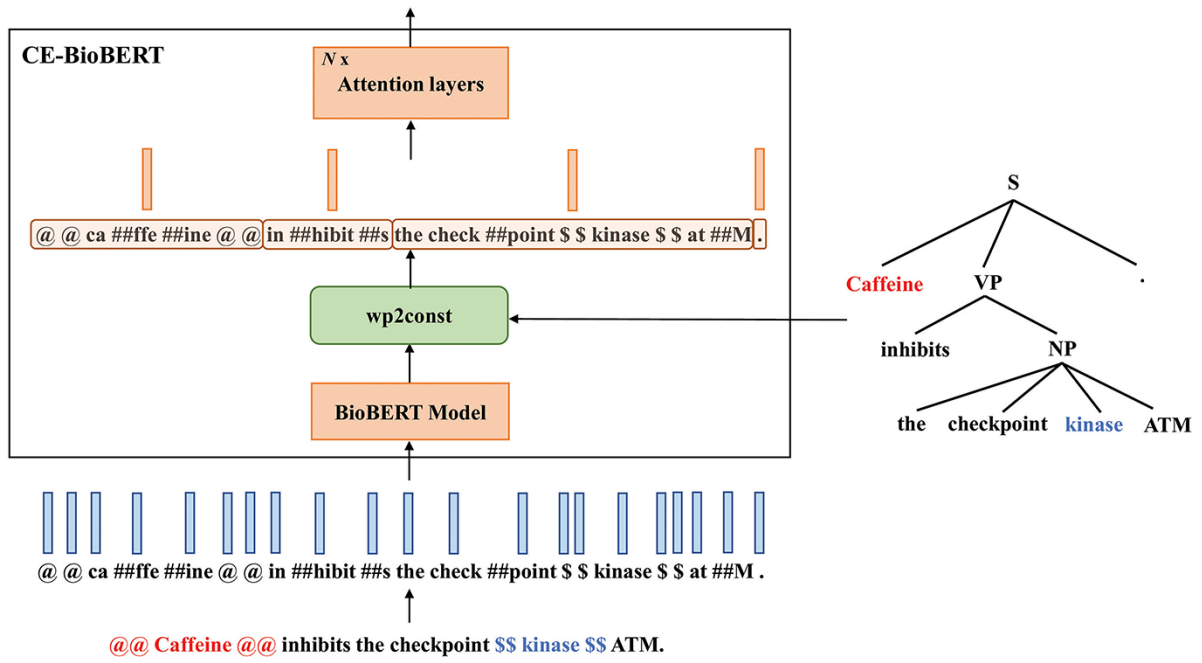 CE-BioBERT
N x
Attention layers
@ @ ca ##ffe ##ine @ @ in ##hibit ##s the check ##point $ $ kinase $ $ at ##M .
wp2const
BioBERT Model
@ @ ca ##ffe ##ine @ @ in ##hibit ##s the check ##point $ $ kinase $ $ at ##M .
@@ Caffeine @@ inhibits the checkpoint $$ kinase $$ ATM.
S
Caffeine VP .
inhibits NP
the checkpoint kinase ATM